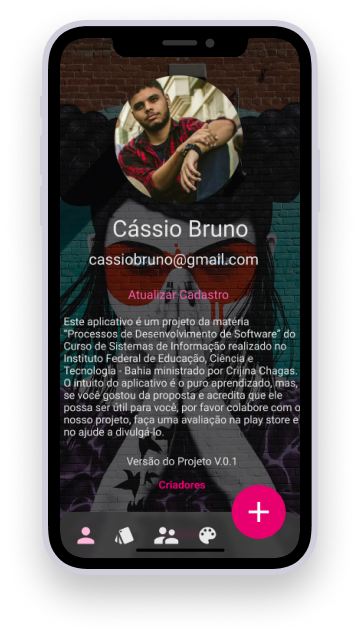 Cássio Bruno
cassiobruno@gmail.com
Atualizar Cadastro
Este aplicativo é um projeto da materia
"Processos de Desenvolvimento de Software" do
Curso de Sistemas de Informação realizado no
Instituto Federal de Educação, Ciência e
Tecnologia - Bahia ministrado por Crijina Chagas.
O intuito do aplicativo é o puro aprendizado, mas,
se você gostou da proposta e acredita que ele
possa ser útil para você, por favor colabore com o
nosso projeto, faça uma avaliação na play store e
no ajude a divulgá-lo.
Versão do Projeto V.0.1
Criadores